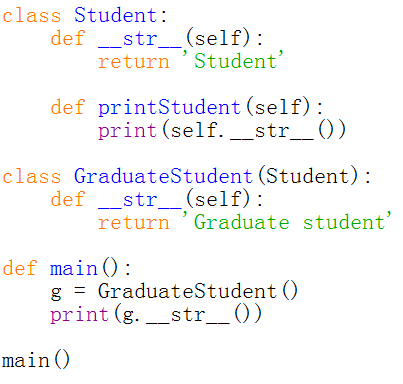 class Student:
    def __str__(self):
        return 'Student'

    def printStudent(self):
        print(self.__str__())

class GraduateStudent(Student):
    def __str__(self):
        return 'Graduate student'

def main():
    g = GraduateStudent()
    print(g.__str__())

main()